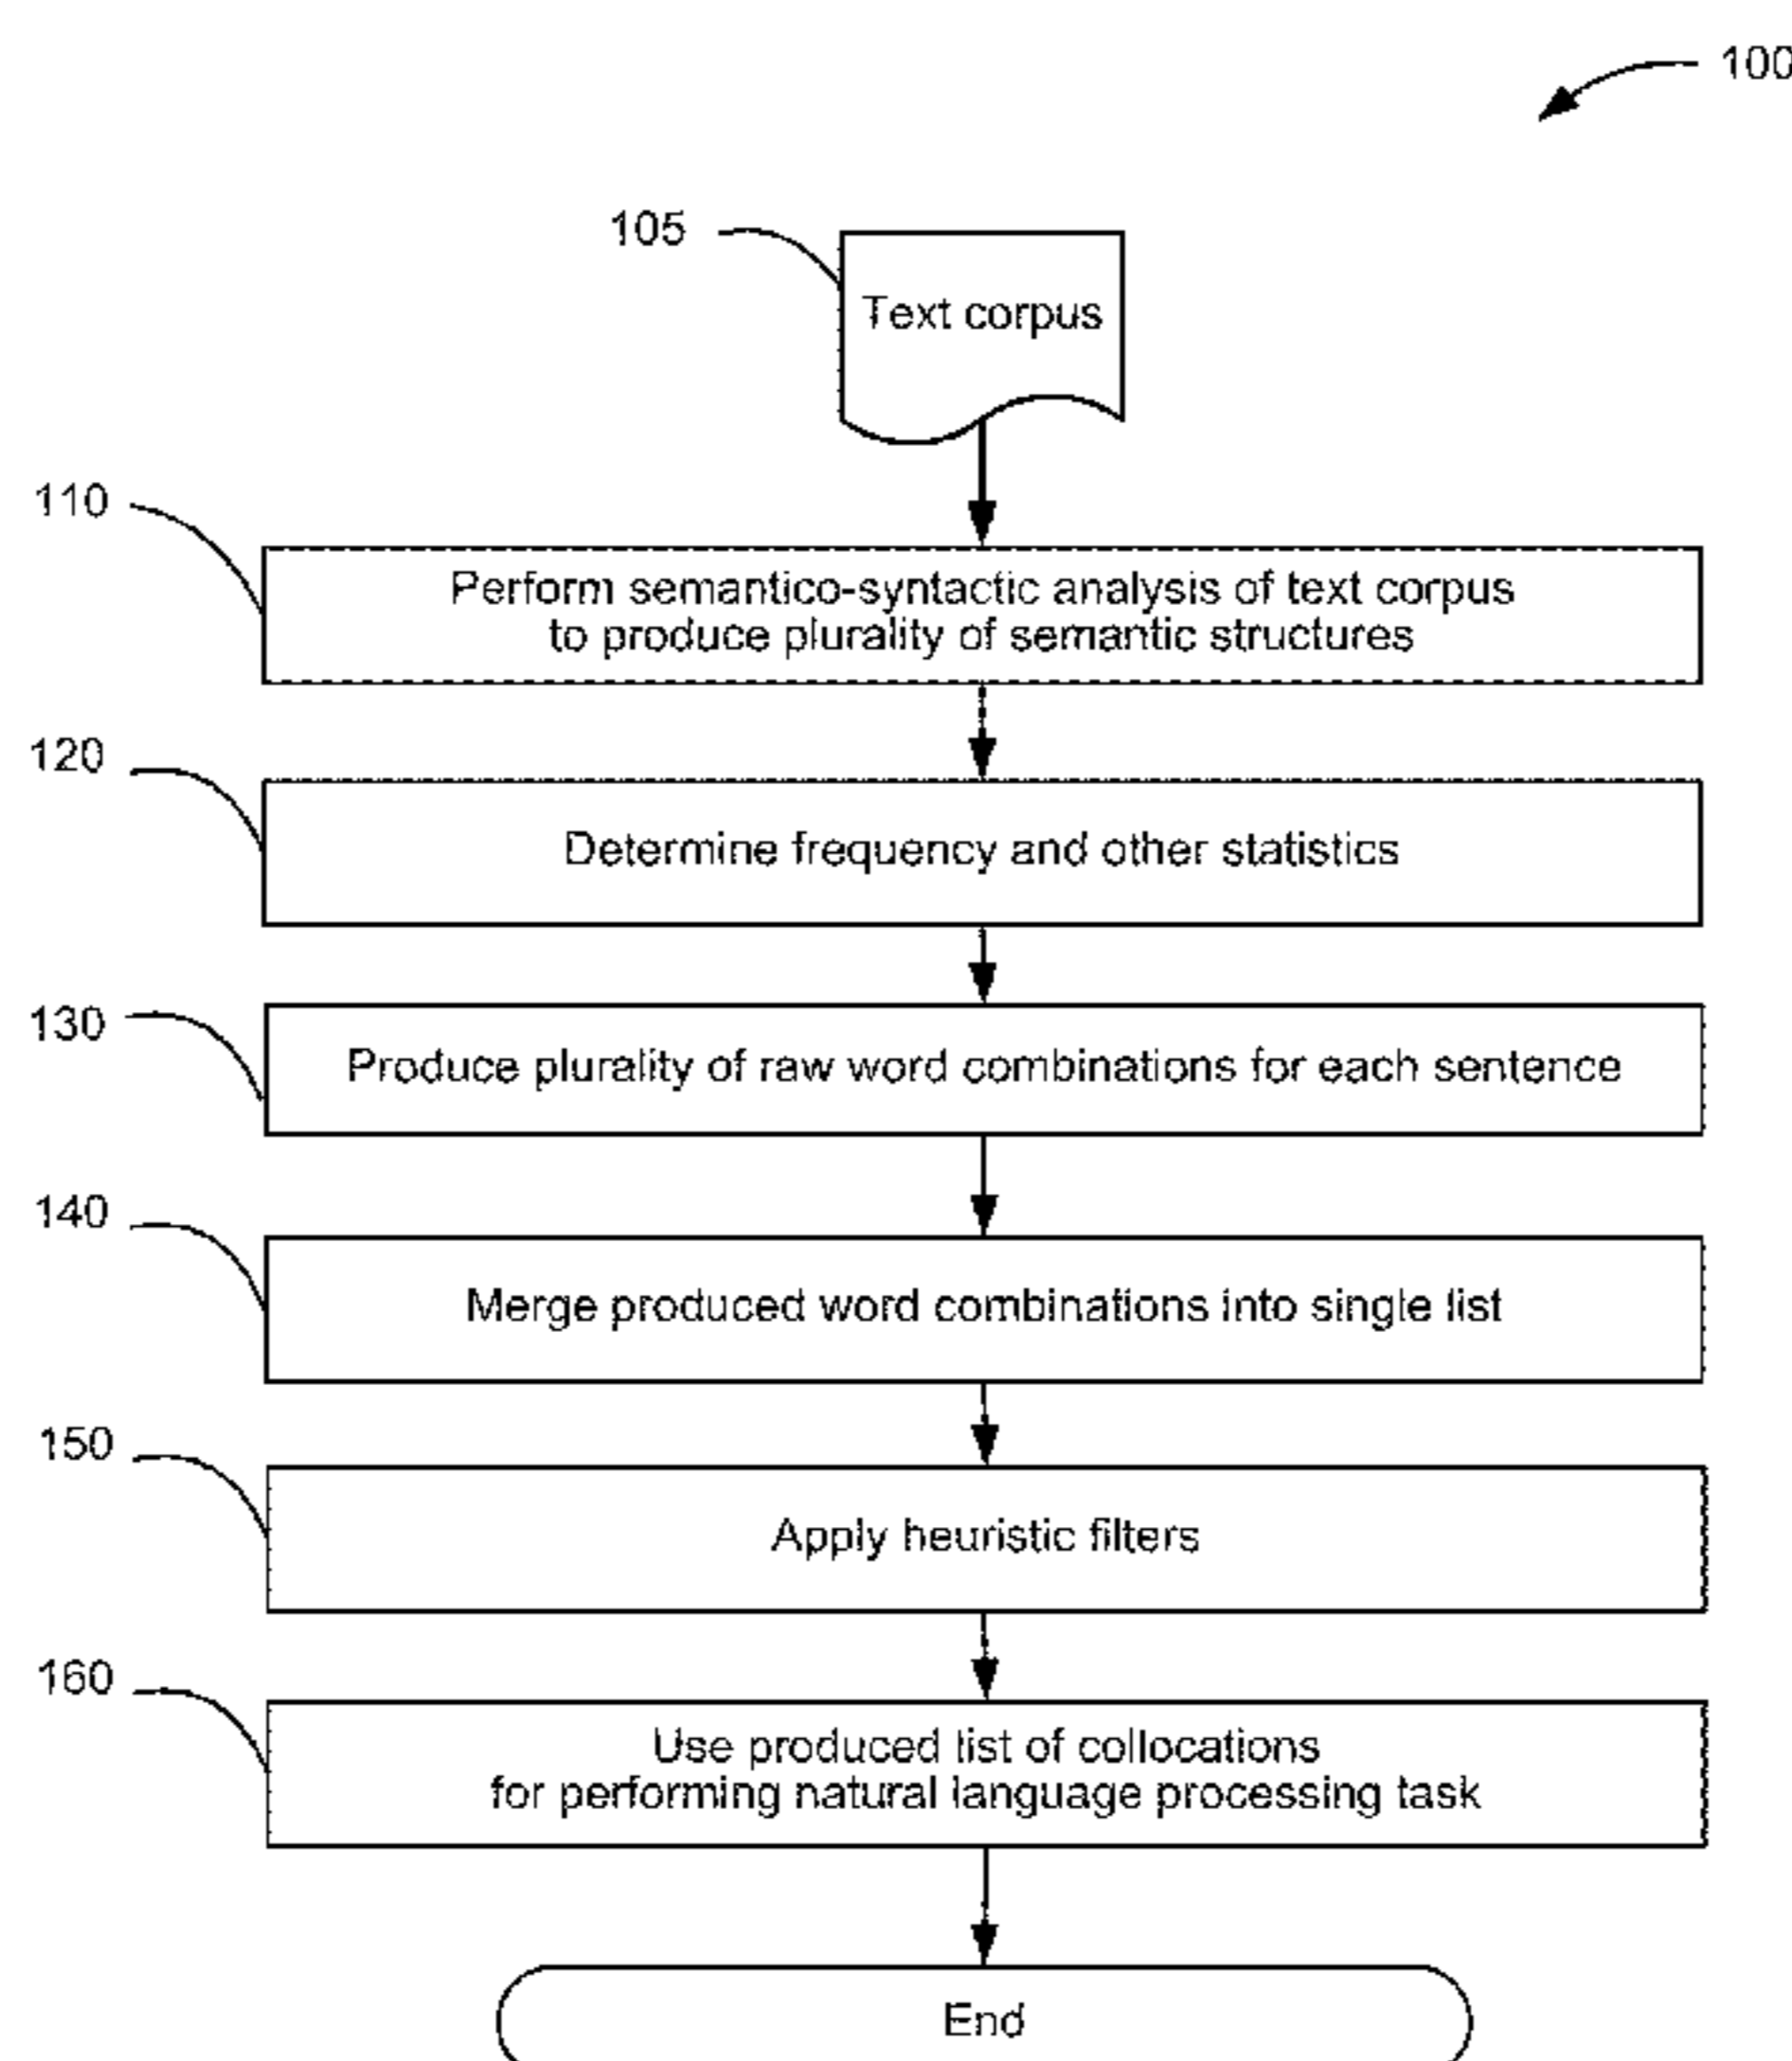 100
105
Text corpus
110
Perform semantico-syntactic analysis of text corpus
to produce plurality of semantic structures
120
Determine frequency and other statistics
130
Produce plurality of raw word combinations for each sentence
140
Merge produced word combinations into single list
150
Apply heuristic filters
160
Use produced list of collocations
for performing natural language processing task
End